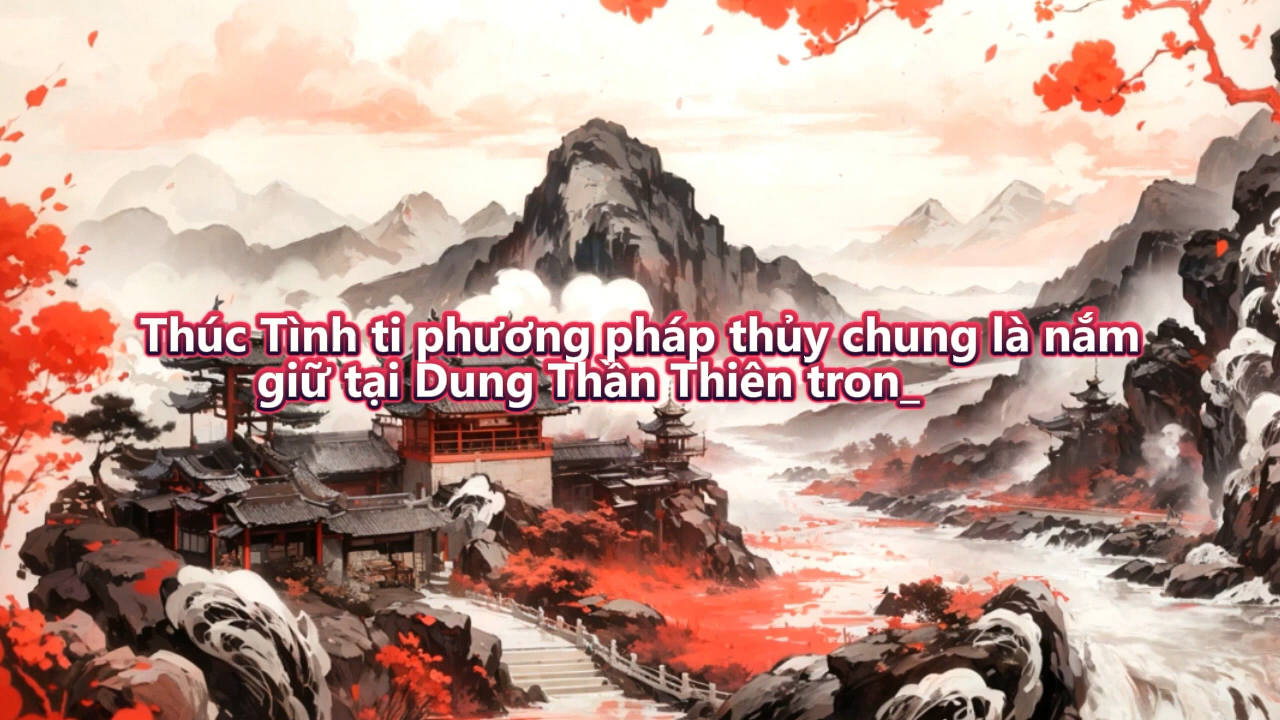 Thúc Tình ti phương pháp thủy chung là nắm
giữ tại Dung Thần Thiên tron_